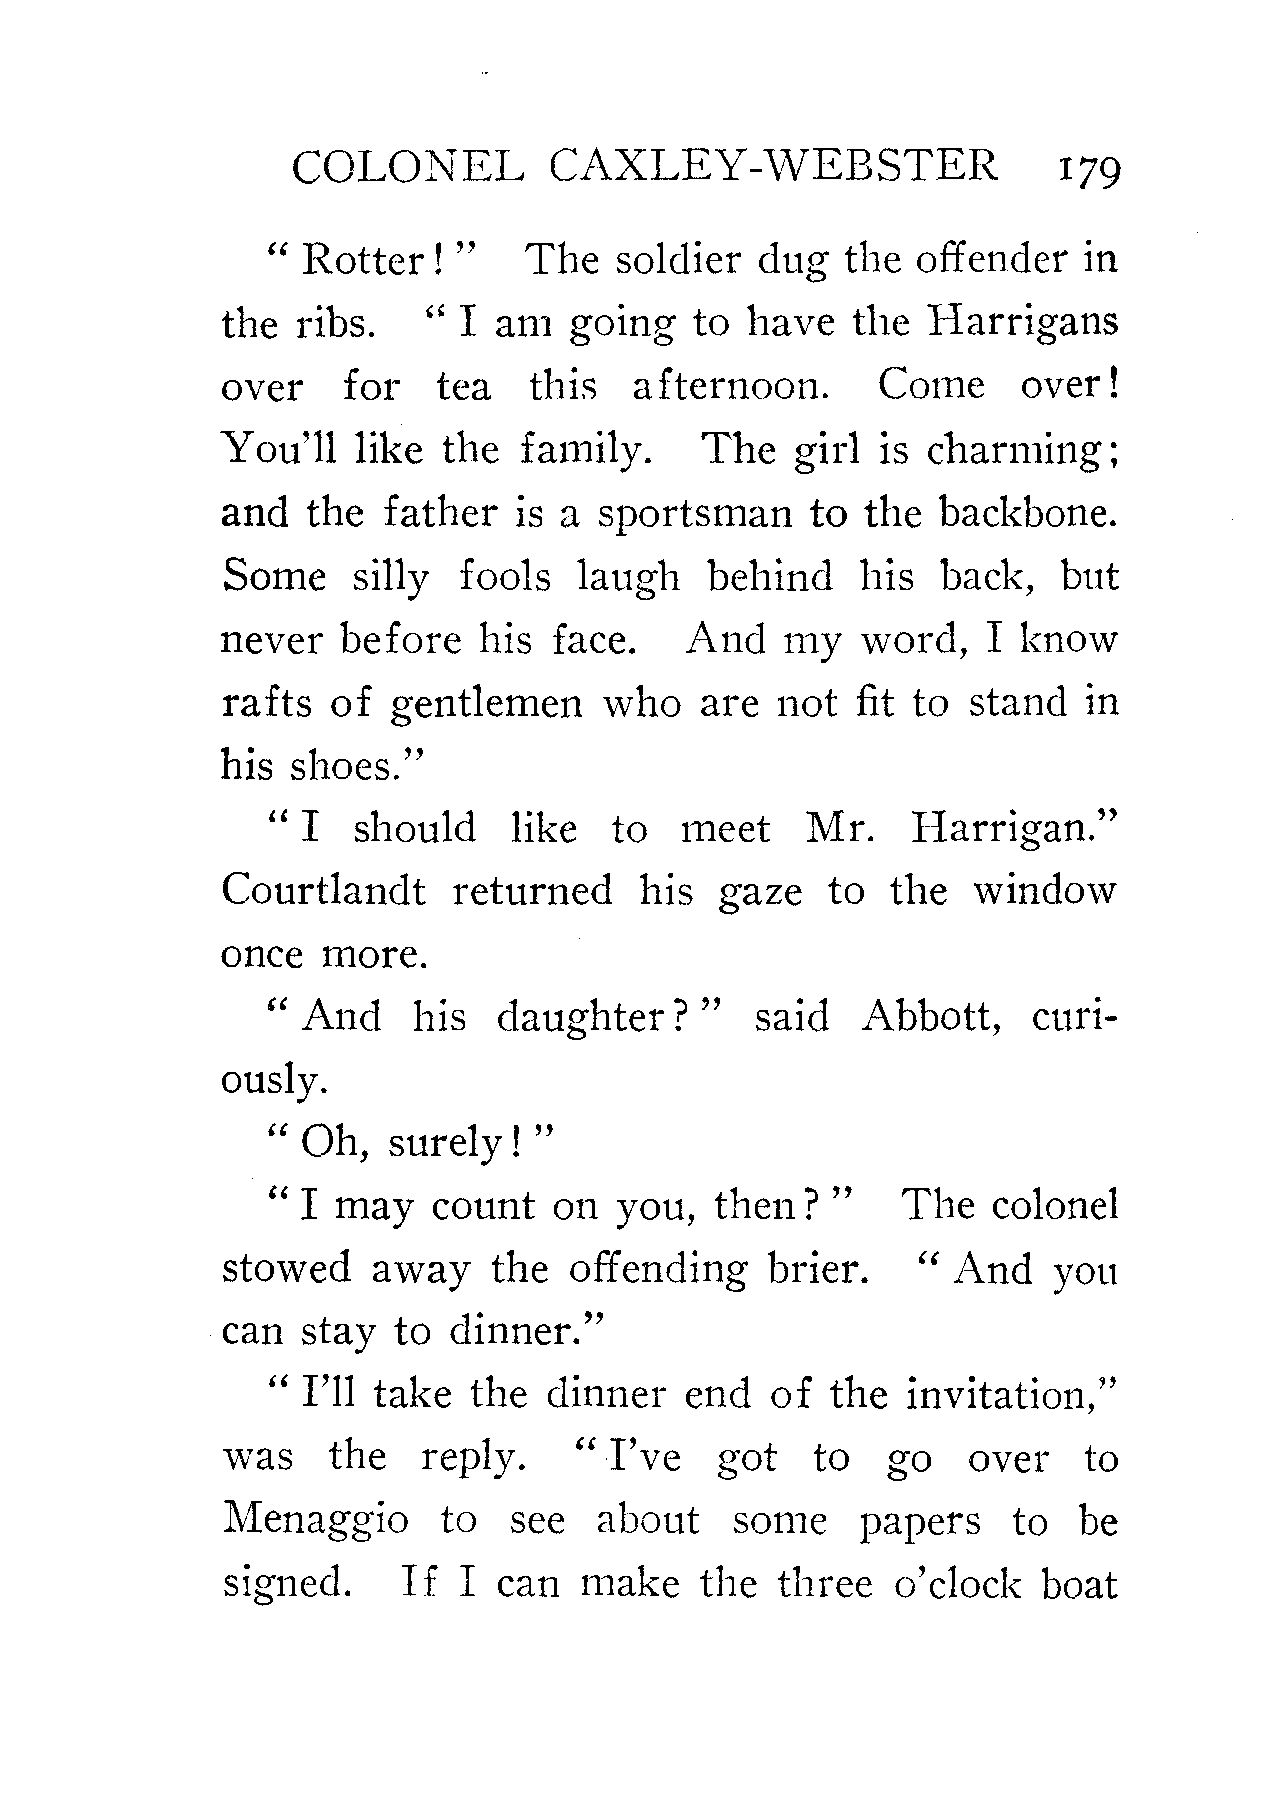 COLONEL CAXLEY-WEBSTER 179
“ Rotter ! ” The soldier dug the offender in
the ribs. “ I am going to have the Harrigans
over for tea this afternoon. Come over!
You’ll like the family. The girl is charming;
and the father is a sportsman to the backbone.
Some silly fools laugh behind his back, but
never before his face. And my word, I know
rafts of gentlemen who are not fit to stand in
his shoes.”
“ I should like to meet Mr. Harrigan.”
Courtlandt returned his gaze to the window
once more.
“ And his daughter? ” said Abbott, curi-
ously.
“ Oh, surely! ”
“ I may count on you, then? ” The colonel
stowed away the offending brier. “ And you
can stay to dinner.”
“ I’ll take the dinner end of the invitation,”
was the reply. “ I’ve got to go over to
Menaggio to see about some papers to be
signed. If I can make the three o’clock boat